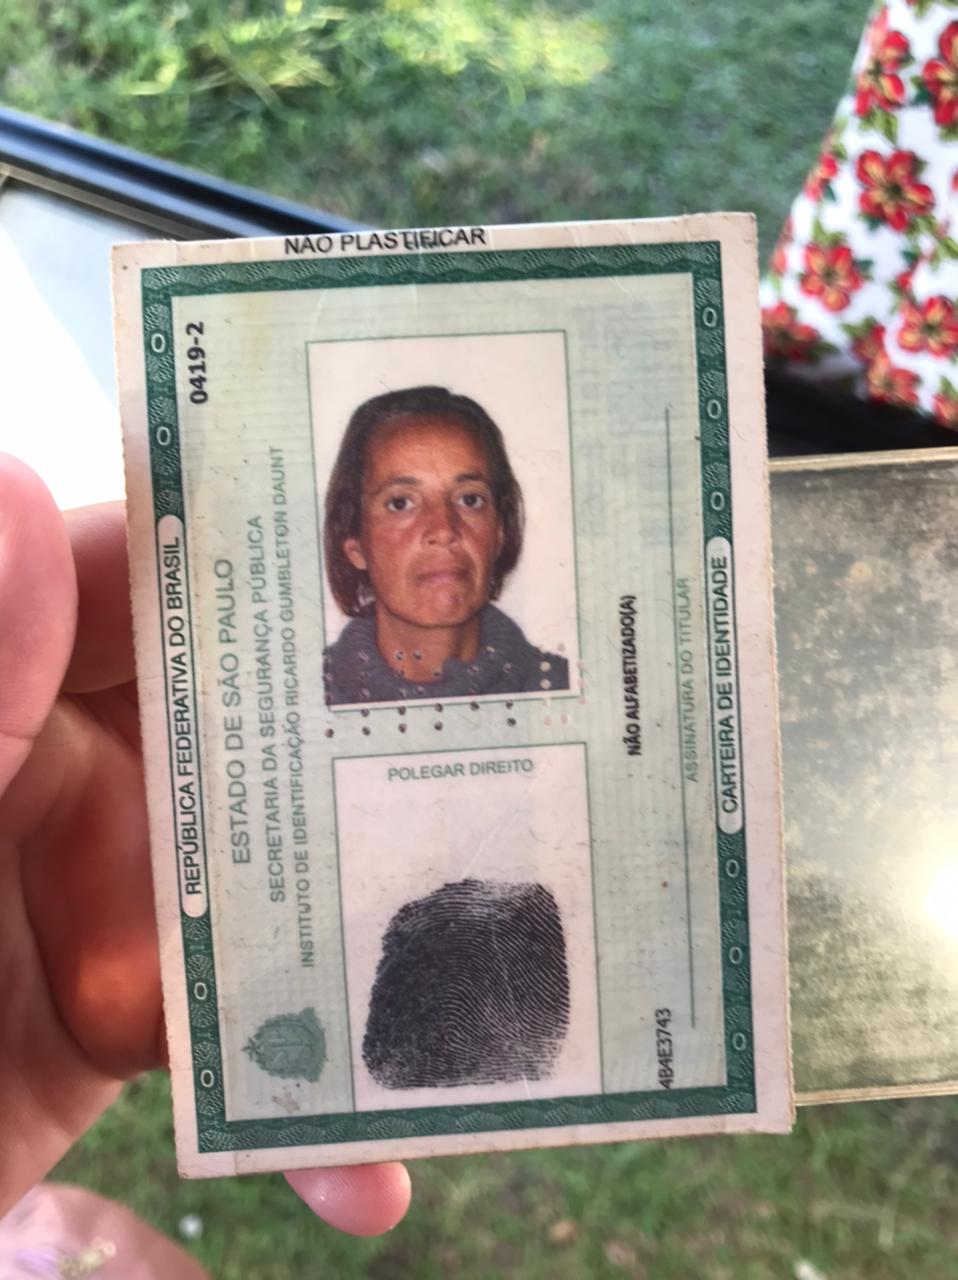 NÃO PLASTIFICAR
0419-2
REPÚBLICA FEDERATIVA DO BRASIL
ESTADO DE SÃO PAULO
SECRETARIA DA SEGURANÇA PÚBLICA
INSTITUTO DE IDENTIFICAÇÃO RICARDO GUMBLETON DAUNT
POLEGAR DIREITO
NÃO ALFABETIZADO(A)
4B4E3743
ASSINATURA DO TITULAR
CARTEIRA DE IDENTIDADE